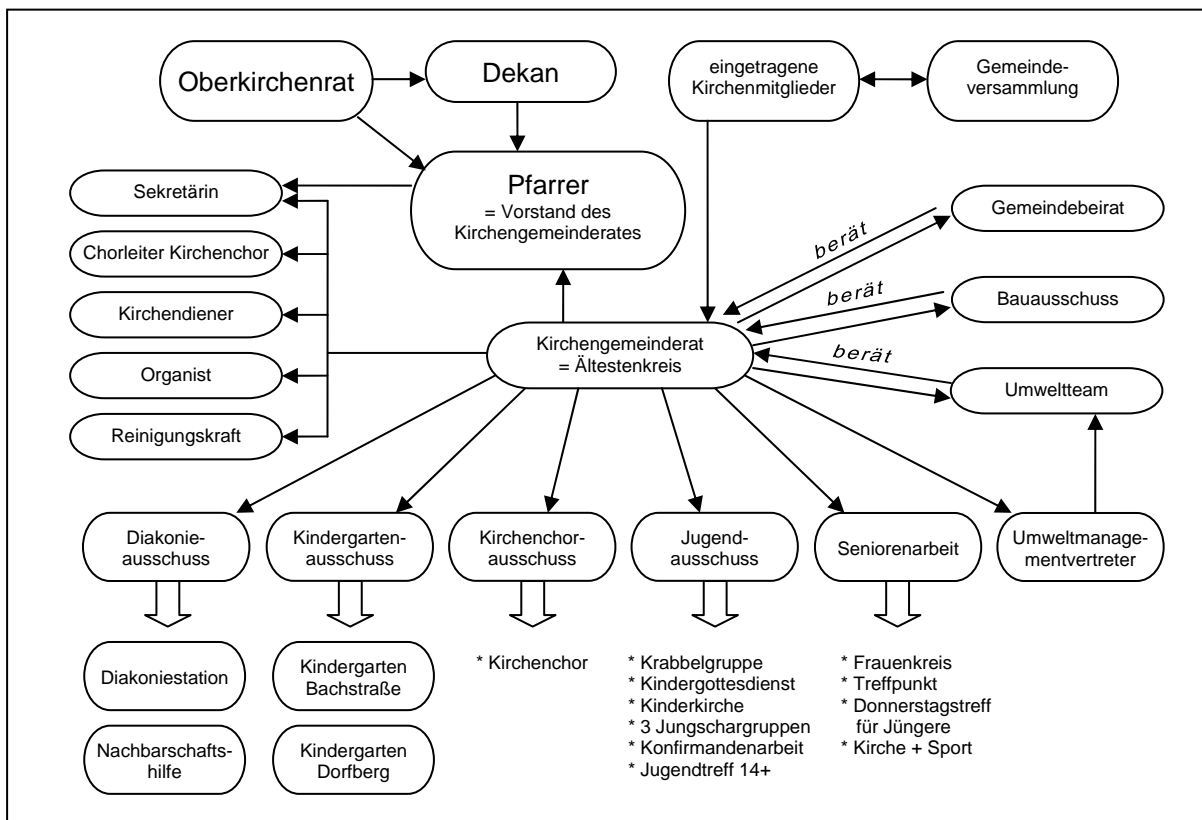 Oberkirchenrat
Dekan
eingetragene
Kirchenmitglieder
Gemeinde-
versammlung
Pfarrer
= Vorstand des
Kirchengemeinderates
Sekretärin
Chorleiter Kirchenchor
Kirchendiener
Organist
Reinigungskraft
Gemeindebeirat
berät
Bauausschuss
berät
Kirchengemeinderat
= Ältestenkreis
berät
Umweltteam
Diakonie-
ausschuss
Kindergarten-
ausschuss
Kirchenchor-
ausschuss
Jugend-
ausschuss
Seniorenarbeit
Umweltmanage-
mentvertreter
Diakoniestation
Nachbarschafts-
hilfe
Kindergarten
Bachstraße
Kindergarten
Dorfberg
* Kirchenchor
* Krabbelgruppe
* Kindergottesdienst
* Kinderkirche
* 3 Jungschargruppen
* Konfirmandenarbeit
* Jugendtreff 14+
* Frauenkreis
* Treffpunkt
* Donnerstagstreff
für Jüngere
* Kirche + Sport